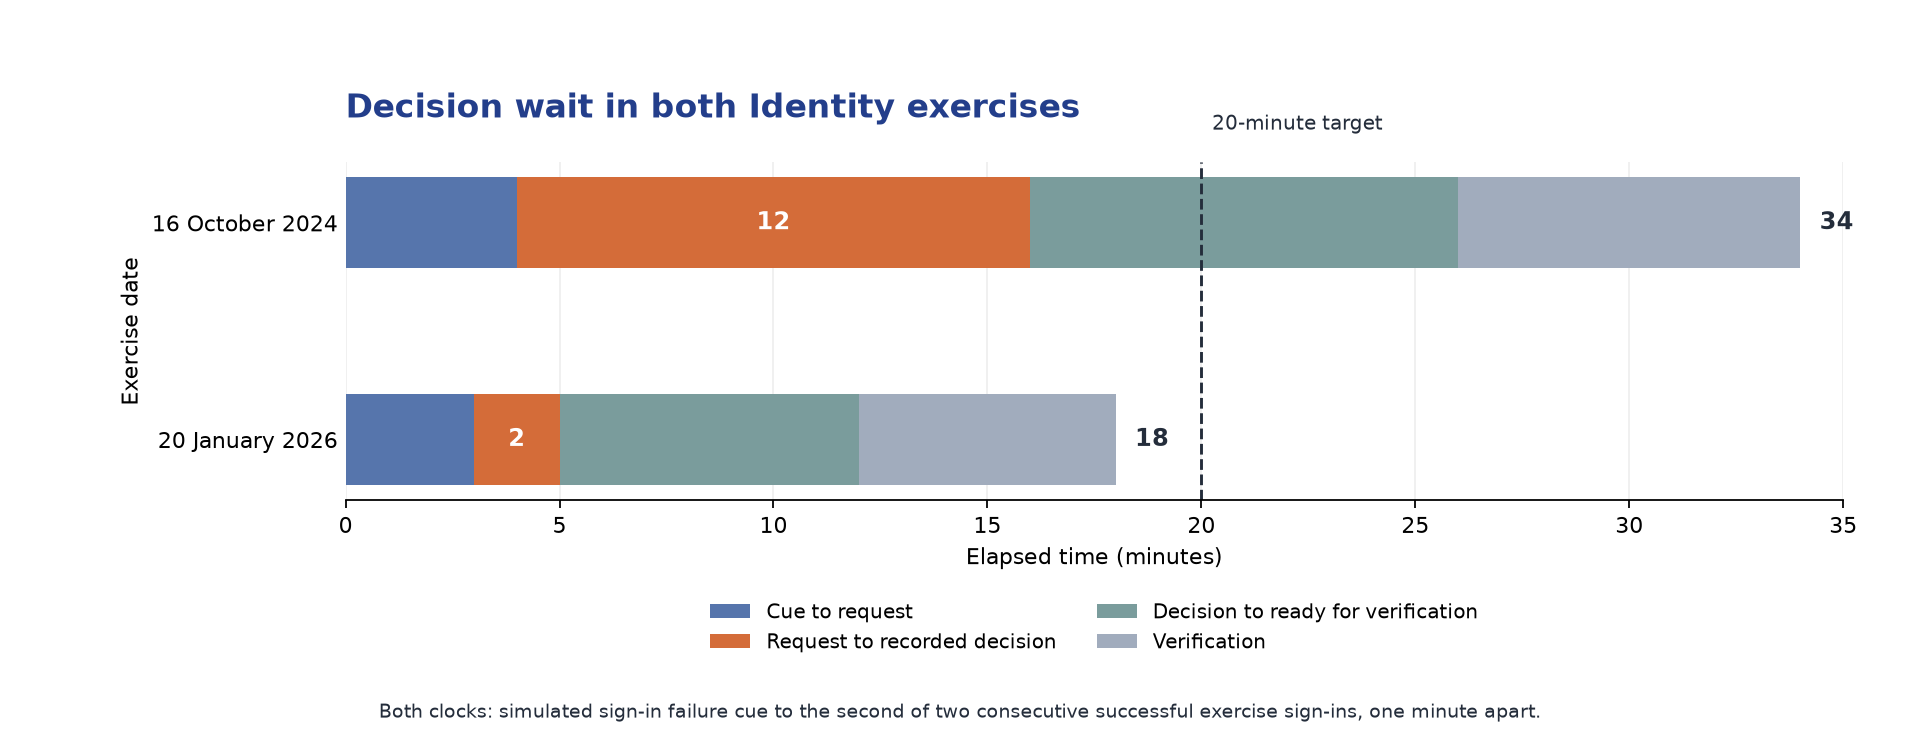 Decision wait in both Identity exercises
20-minute target
Exercise date
16 October 2024
12
34
20 January 2026
2
18
0 5 10 15 20 25 30 35
Elapsed time (minutes)
Cue to request
Request to recorded decision
Decision to ready for verification
Verification
Both clocks: simulated sign-in failure cue to the second of two consecutive successful exercise sign-ins, one minute apart.